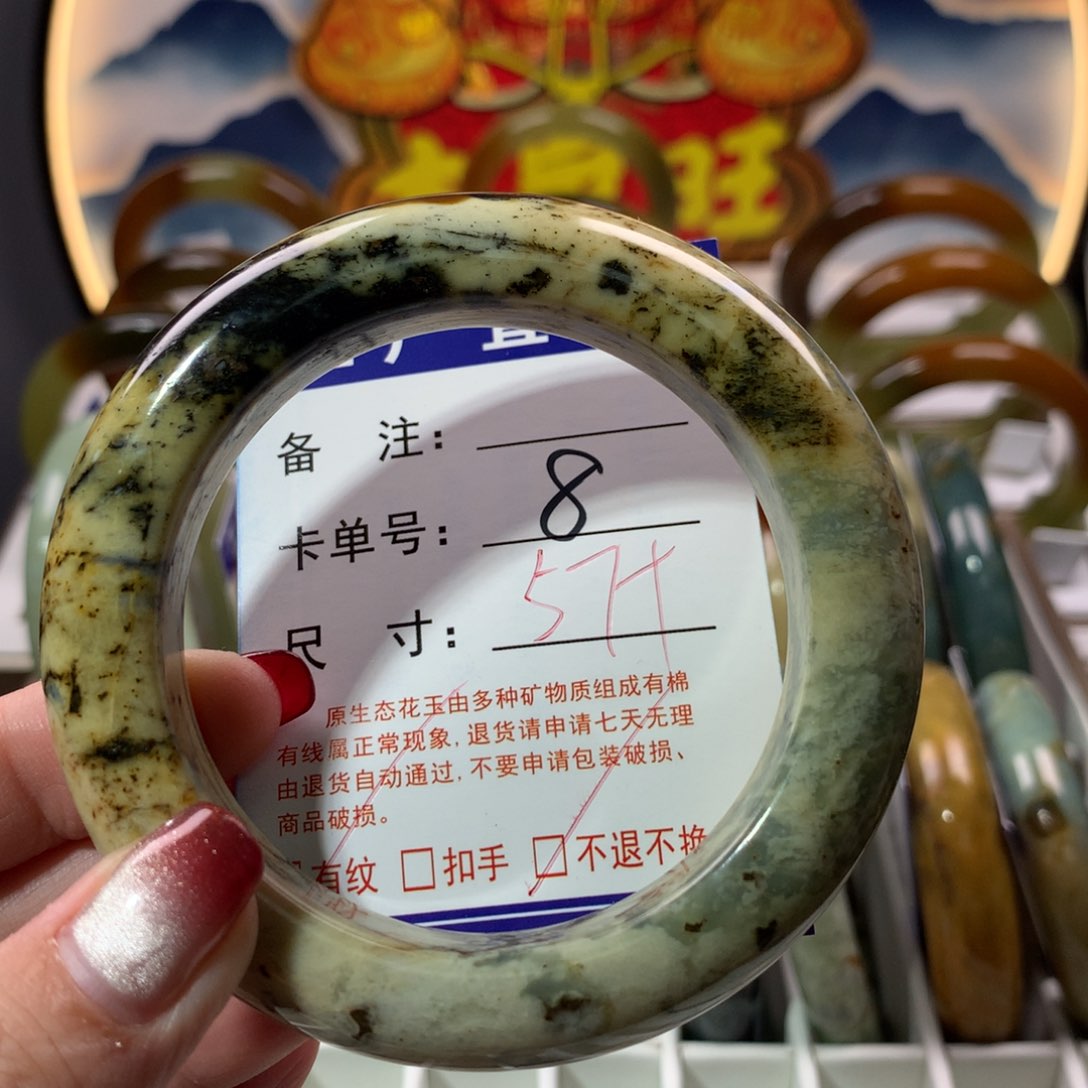 旺
备 注:
卡单号: 8
尺 寸: 57+
原生态花玉由多种矿物质组成有棉
有线属正常现象,退货请申请七天无理
由退货自动通过,不要申请包装破损、
商品破损。
有纹 □扣手 □不退不换